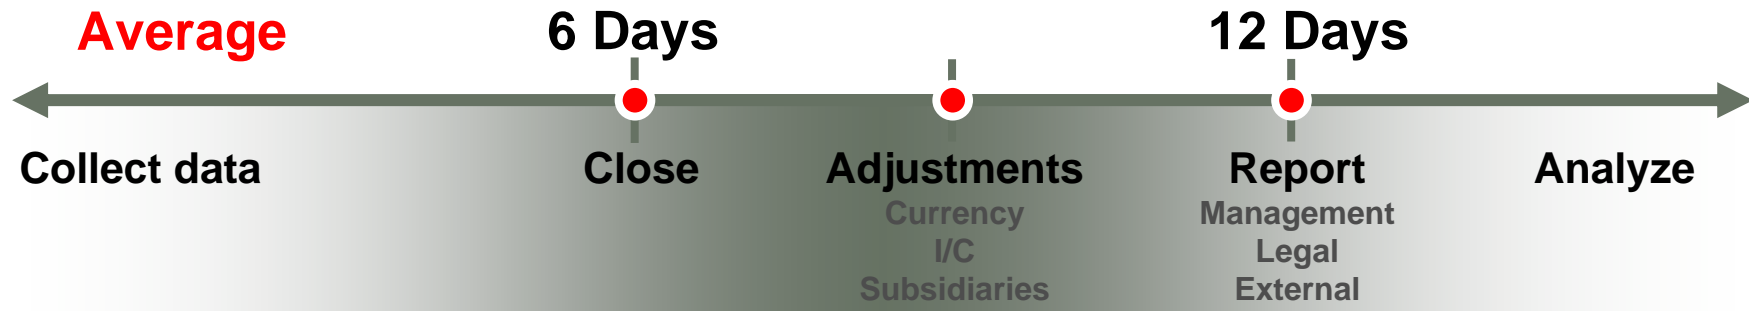 Average 6 Days 12 Days
Collect data Close Adjustments Report Analyze
Currency Management
I/C Legal
Subsidiaries External